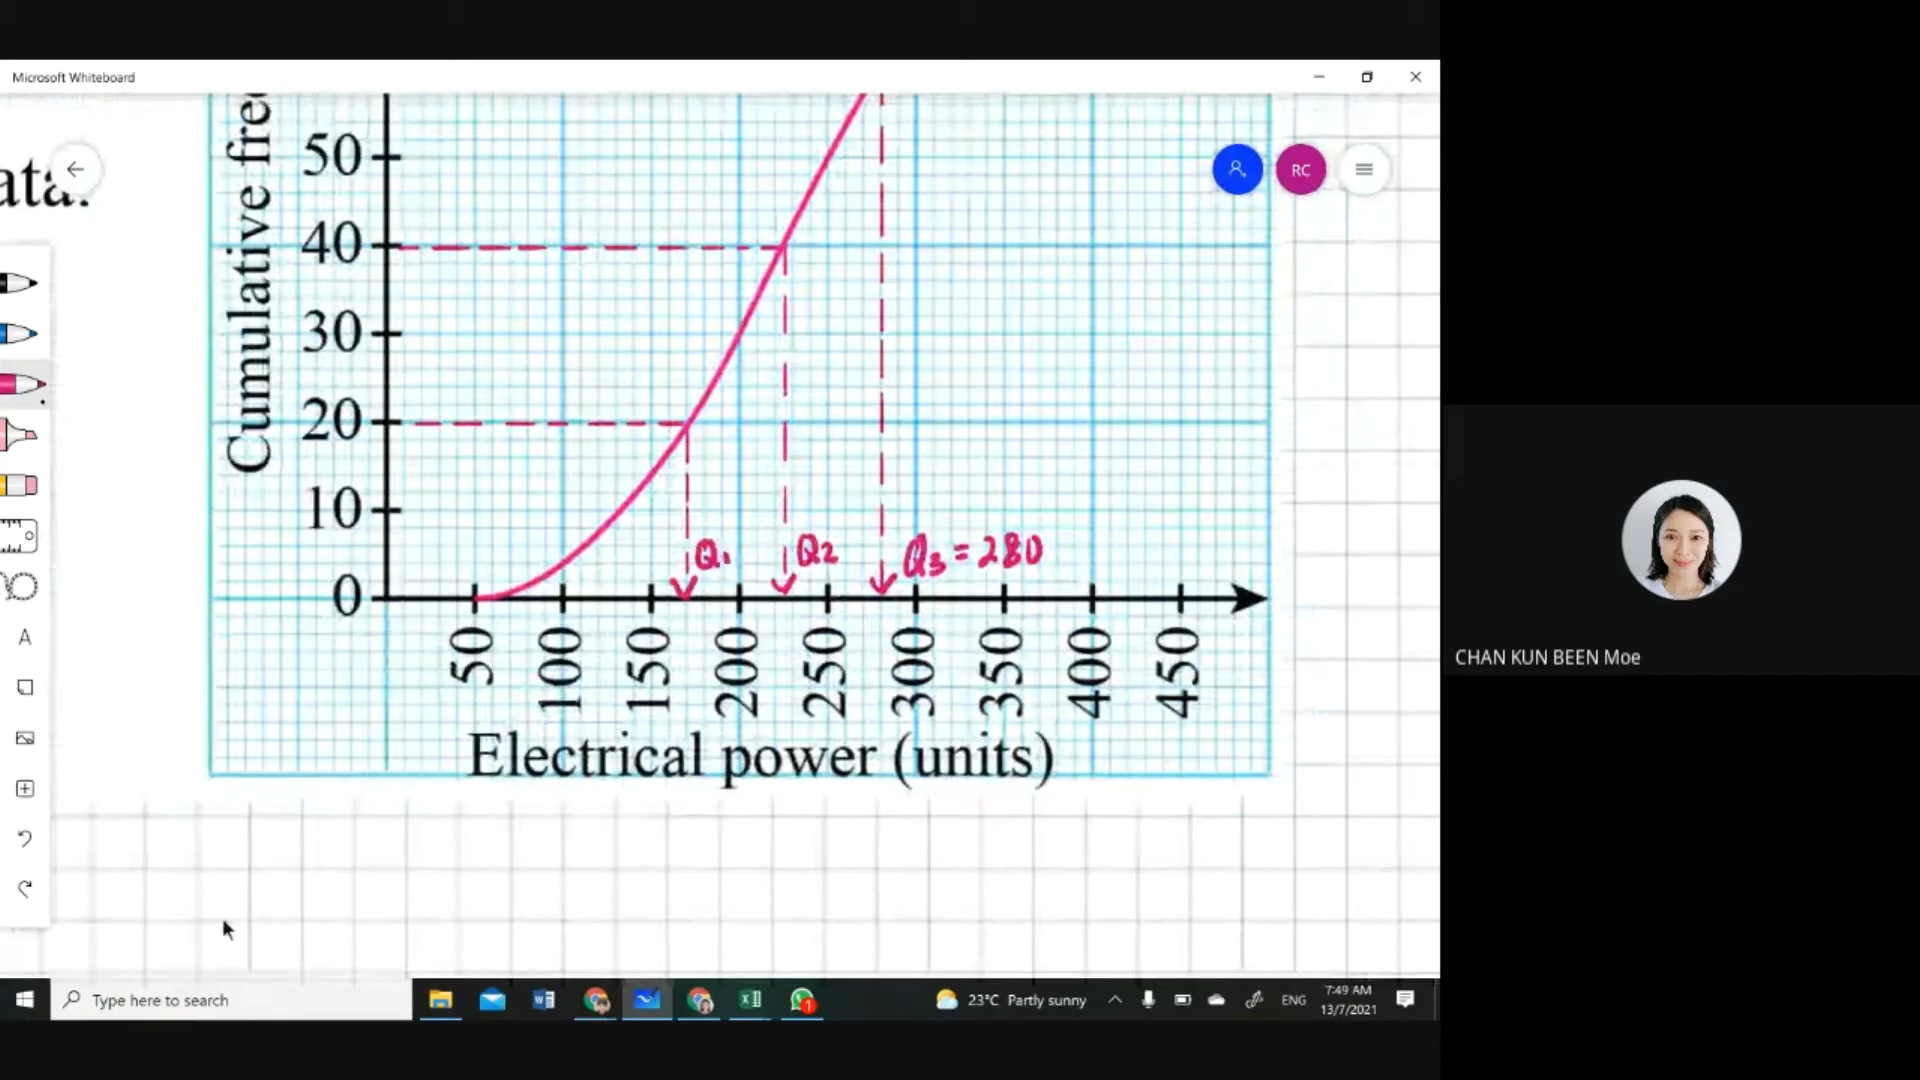 Microsoft Whiteboard
ata.
RC
Cumulative fre
50
40
30
20
10
0
Q1
Q2
Q3 = 280
50
100
150
200
250
300
350
400
450
Electrical power (units)
CHAN KUN BEEN Moe
A
Type here to search
1
23°C Partly sunny
ENG
7:49 AM
13/7/2021